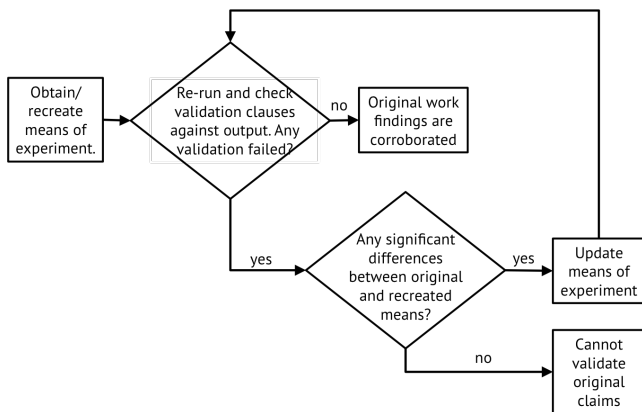 Obtain/
recreate
means of
experiment.
Re-run and check
validation clauses
against output. Any
validation failed?
no
Original work
findings are
corroborated
yes
Any significant
differences
between original
and recreated
means?
yes
Update
means of
experiment
no
Cannot
validate
original
claims